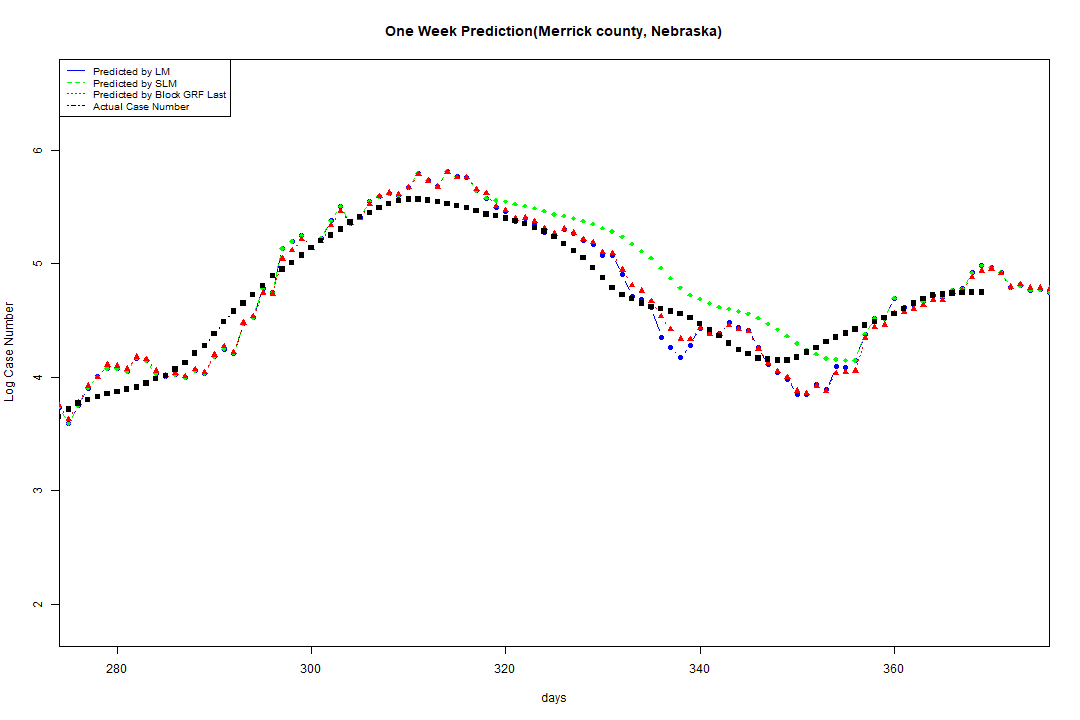 One Week Prediction(Merrick county, Nebraska)
Predicted by LM
Predicted by SLM
Predicted by Block GRF Last
Actual Case Number
Log Case Number
6
5
4
3
2
280 300 320 340 360
days